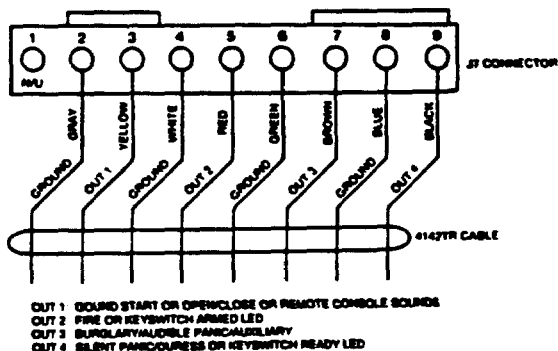 1 2 3 4 5 6 7 8 9
N/U
J7 CONNECTOR
GRAY YELLOW WHITE RED GREEN BROWN BLUE BLACK
GROUND OUT 1 GROUND OUT 2 GROUND OUT 3 GROUND OUT 4
4142TR CABLE
OUT 1 GOUND START OR OPEN/CLOSE OR REMOTE CONSOLE SOUNDS
OUT 2 FIRE OR KEYSWITCH ARMED LED
OUT 3 BURGLARY/AUDIBLE PANIC/AUXILIARY
OUT 4 SILENT PANIC/DURESS OR KEYSWITCH READY LED